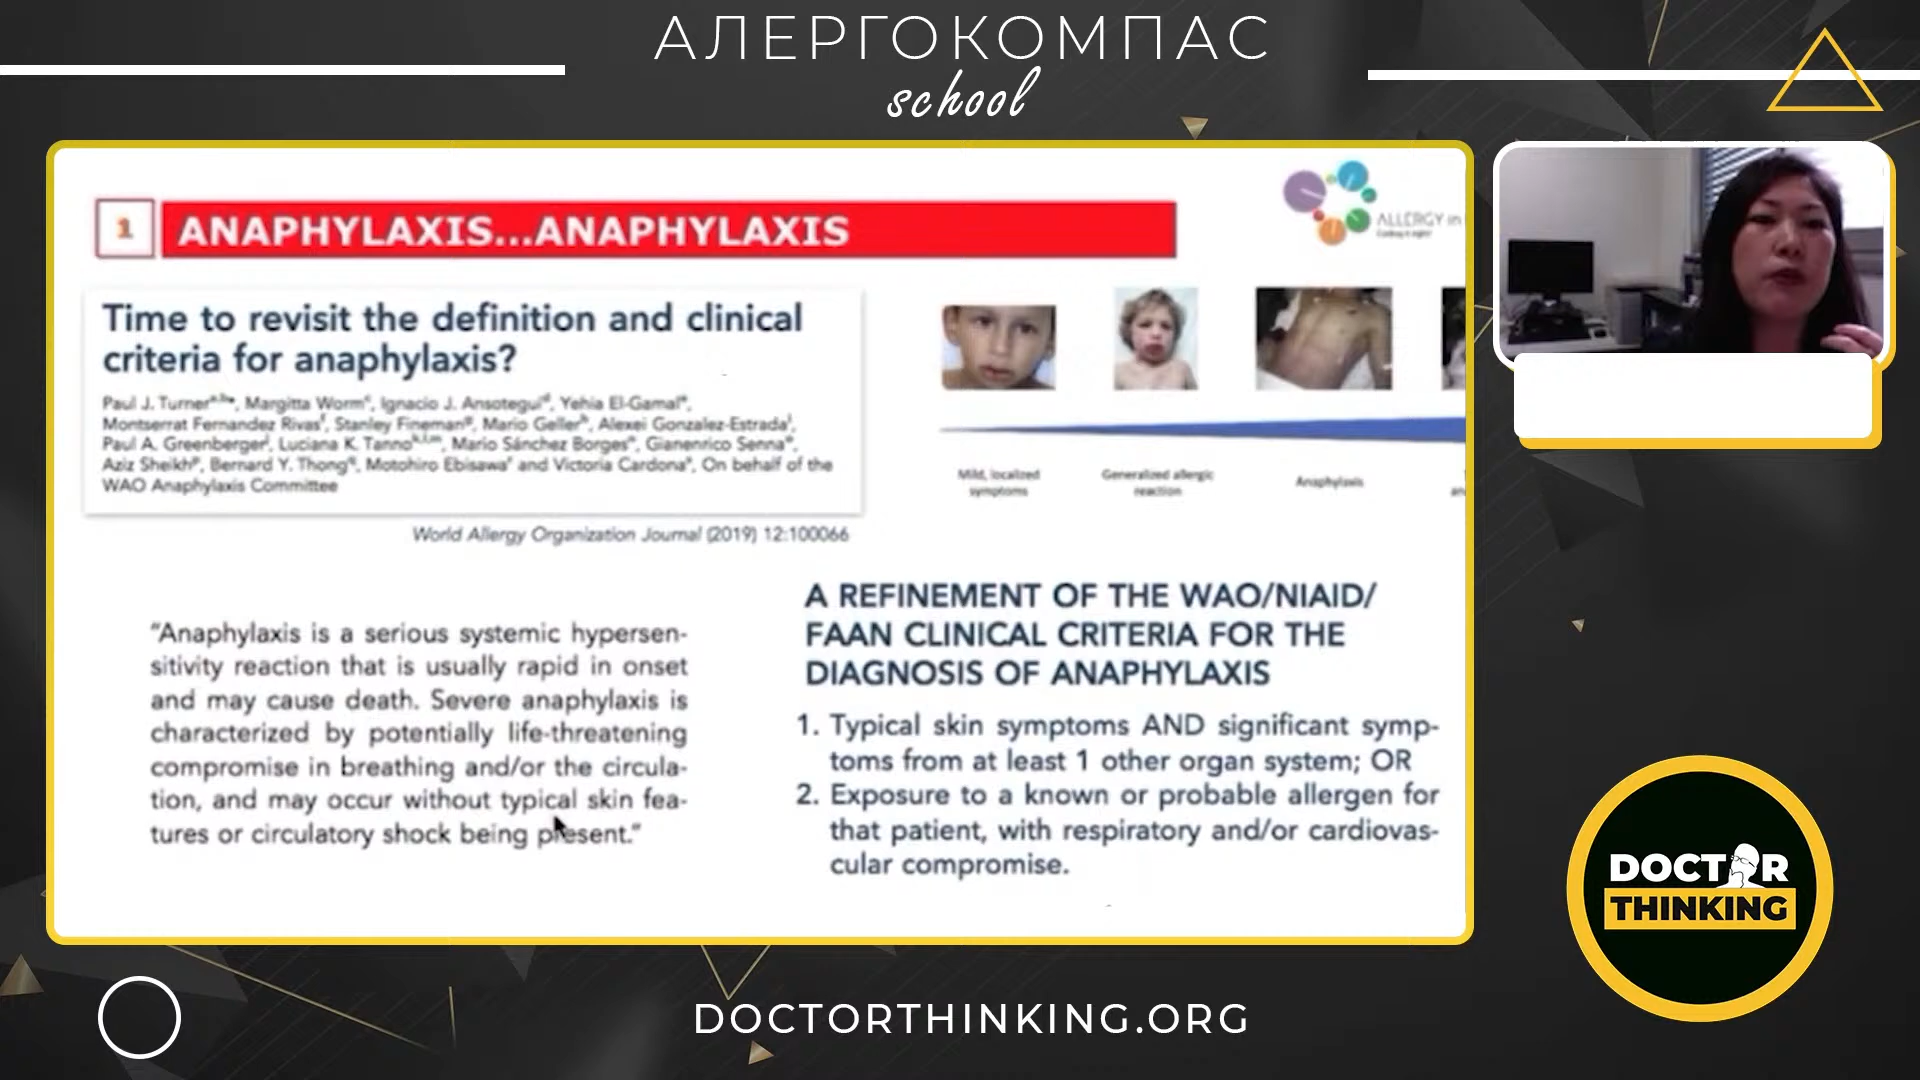 АЛЕРГОКОМПАС
school
1
ANAPHYLAXIS...ANAPHYLAXIS
ALLERGY in
Time to revisit the definition and clinical
criteria for anaphylaxis?
Paul J. Turner, Margitta Worm, Ignacio J. Ansotegui, Yehia El-Gamal,
Montserrat Fernandez Rivas, Stanley Fineman, Mario Geller, Alexei Gonzalez-Estrada,
Paul A. Greenberger, Luciana K. Tanno, Mario Sánchez Borges, Gianenrico Senna,
Aziz Sheikh, Bernard Y. Thong, Motohiro Ebisawa and Victoria Cardona, On behalf of the
WAO Anaphylaxis Committee
World Allergy Organization Journal (2019) 12:100066
Mild, localized
symptoms
Generalized allergic
reaction
Anaphylaxis
"Anaphylaxis is a serious systemic hypersen-
sitivity reaction that is usually rapid in onset
and may cause death. Severe anaphylaxis is
characterized by potentially life-threatening
compromise in breathing and/or the circula-
tion, and may occur without typical skin fea-
tures or circulatory shock being present."
A REFINEMENT OF THE WAO/NIAID/
FAAN CLINICAL CRITERIA FOR THE
DIAGNOSIS OF ANAPHYLAXIS
1. Typical skin symptoms AND significant symp-
toms from at least 1 other organ system; OR
2. Exposure to a known or probable allergen for
that patient, with respiratory and/or cardiovas-
cular compromise.
DOCTOR
THINKING
DOCTORTHINKING.ORG